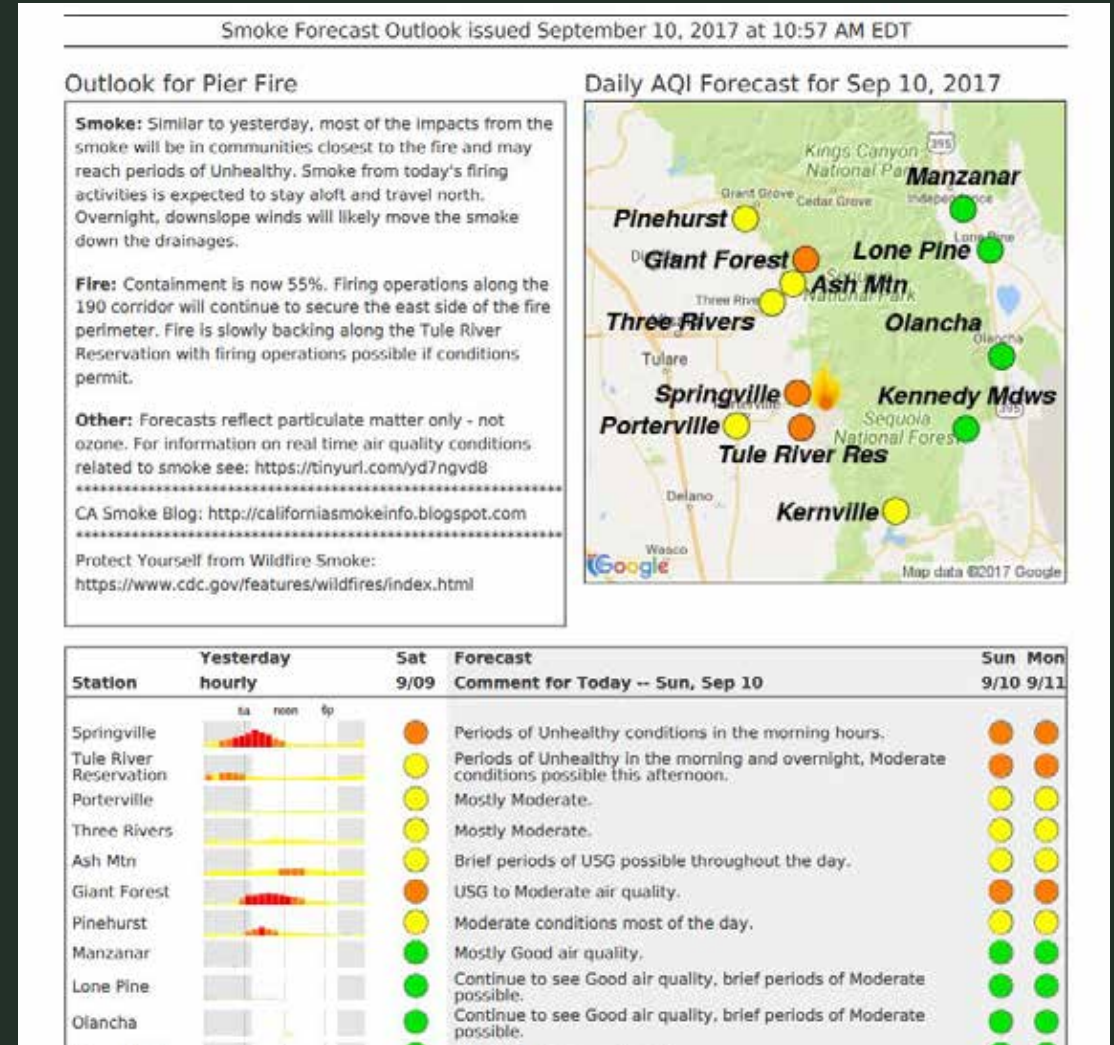 Smoke Forecast Outlook issued September 10, 2017 at 10:57 AM EDT
Outlook for Pier Fire
Smoke: Similar to yesterday, most of the impacts from the
smoke will be in communities closest to the fire and may
reach periods of Unhealthy. Smoke from today's firing
activities is expected to stay aloft and travel north.
Overnight, downslope winds will likely move the smoke
down the drainages.
Fire: Containment is now 55%. Firing operations along the
190 corridor will continue to secure the east side of the fire
perimeter. Fire is slowly backing along the Tule River
Reservation with firing operations possible if conditions
permit.
Other: Forecasts reflect particulate matter only - not
ozone. For information on real time air quality conditions
related to smoke see: https://tinyurl.com/yd7ngvd8
CA Smoke Blog: http://californiasmokeinfo.blogspot.com
Protect Yourself from Wildfire Smoke:
https://www.cdc.gov/features/wildfires/index.html
Daily AQI Forecast for Sep 10, 2017
395
Kings Canyon
National
Manzanar
Grant Grove
Cedar Grove
Pinehurst
Lone Pine
Giant Forest
Ash Mtn
National Park
Three
Three Rivers
Olancha
Olancha
Tulare
Springville
Kennedy Mdws
395
Porterville
Sequoia
National Forest
Tule River Res
Delano
Kernville
Wasco
Google
Map data ©2017 Google
Yesterday Sat Forecast Sun Mon
Station hourly 9/09 Comment for Today -- Sun, Sep 10 9/10 9/11
6a noon 6p
Springville Periods of Unhealthy conditions in the morning hours.
Tule River Periods of Unhealthy in the morning and overnight, Moderate
Reservation conditions possible this afternoon.
Porterville Mostly Moderate.
Three Rivers Mostly Moderate.
Ash Mtn Brief periods of USG possible throughout the day.
Giant Forest USG to Moderate air quality.
Pinehurst Moderate conditions most of the day.
Manzanar Mostly Good air quality.
Lone Pine Continue to see Good air quality, brief periods of Moderate
possible.
Olancha Continue to see Good air quality, brief periods of Moderate
possible.